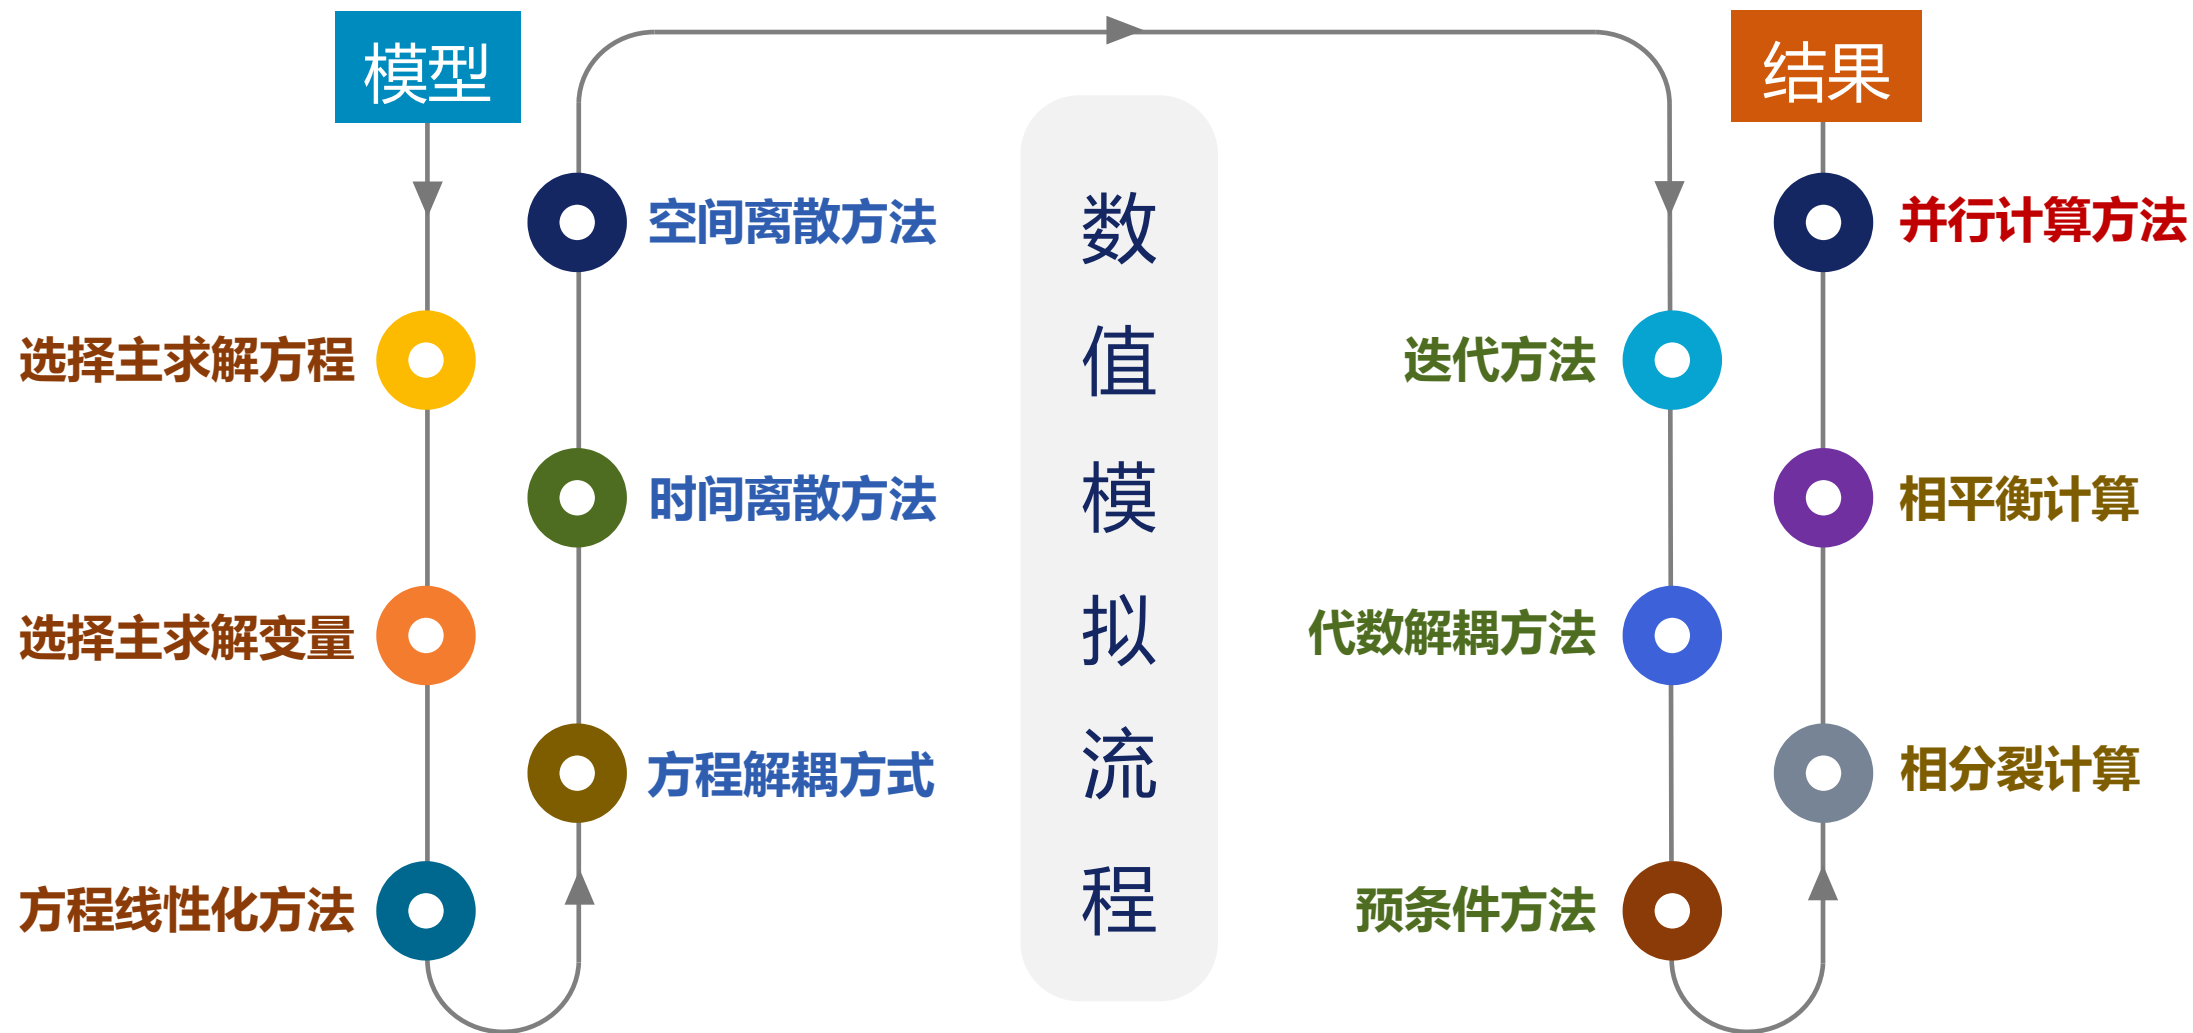 模型
选择主求解方程
选择主求解变量
方程线性化方法
方程解耦方式
时间离散方法
空间离散方法
数值模拟流程
迭代方法
代数解耦方法
预条件方法
相分裂计算
相平衡计算
并行计算方法
结果